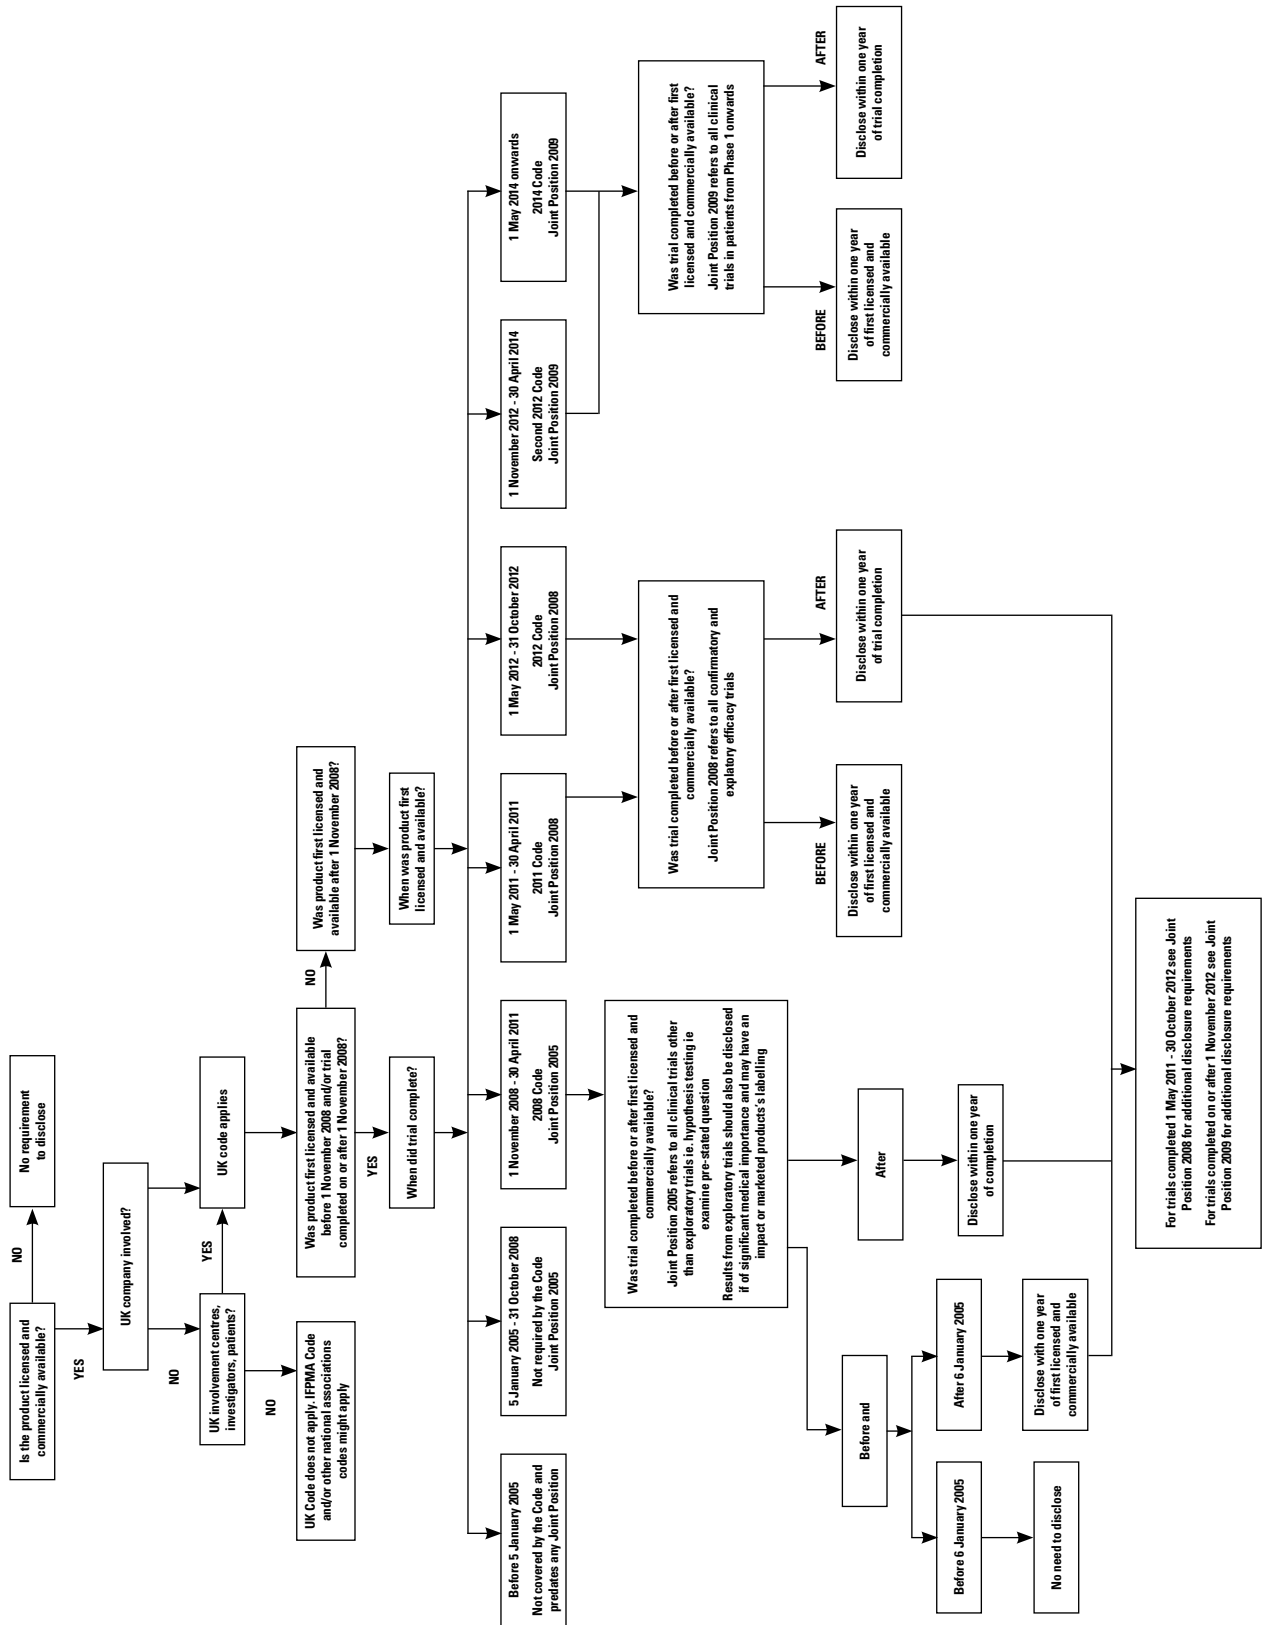 Is the product licensed and
commercially available?
NO
No requirement
to disclose
YES
UK company involved?
NO
UK involvement centres,
investigators, patients?
YES
UK code applies
NO
UK Code does not apply. IFPMA Code
and/or other national associations
codes might apply
Was product first licensed and available
before 1 November 2008 and/or trial
completed on or after 1 November 2008?
NO
Was product first licensed and
available after 1 November 2008?
YES
When did trial complete?
When was product first
licensed and available?
Before 5 January 2005
Not covered by the Code and
predates any Joint Position
5 January 2005 - 31 October 2008
Not required by the Code
Joint Position 2005
1 November 2008 - 30 April 2011
2008 Code
Joint Position 2005
1 May 2011 - 30 April 2011
2011 Code
Joint Position 2008
1 May 2012 - 31 October 2012
2012 Code
Joint Position 2008
1 November 2012 - 30 April 2014
Second 2012 Code
Joint Position 2009
1 May 2014 onwards
2014 Code
Joint Position 2009
Was trial completed before or after first licensed and
commercially available?
Joint Position 2005 refers to all clinical trials other
than exploratory trials ie. hypothesis testing ie
examine pre-stated question
Results from exploratory trials should also be disclosed
if of significant medical importance and may have an
impact or marketed products's labelling
Was trial completed before or after first licensed and
commercially available?
Joint Position 2008 refers to all confirmatory and
explatory efficacy trials
Was trial completed before or after first
licensed and commercially available?
Joint Position 2009 refers to all clinical
trials in patients from Phase 1 onwards
Before and
After
BEFORE
AFTER
BEFORE
AFTER
Before 6 January 2005
After 6 January 2005
Disclose within one year
of completion
Disclose within one year
of first licensed and
commercially available
Disclose within one year
of trial completion
Disclose within one year
of first licensed and
commercially available
Disclose within one year
of trial completion
No need to disclose
Disclose with one year
of first licensed and
commercially available
For trials completed 1 May 2011 - 30 October 2012 see Joint
Position 2008 for additional disclosure requirements
For trials completed on or after 1 November 2012 see Joint
Position 2009 for additional disclosure requirements